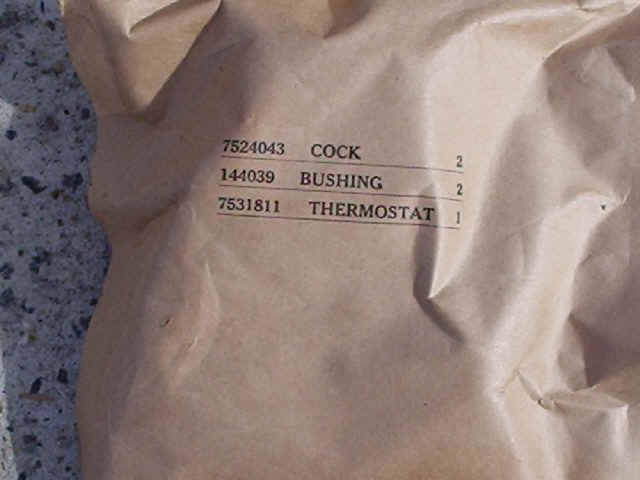 7524043 COCK 2
144039 BUSHING 2
7531811 THERMOSTAT 1